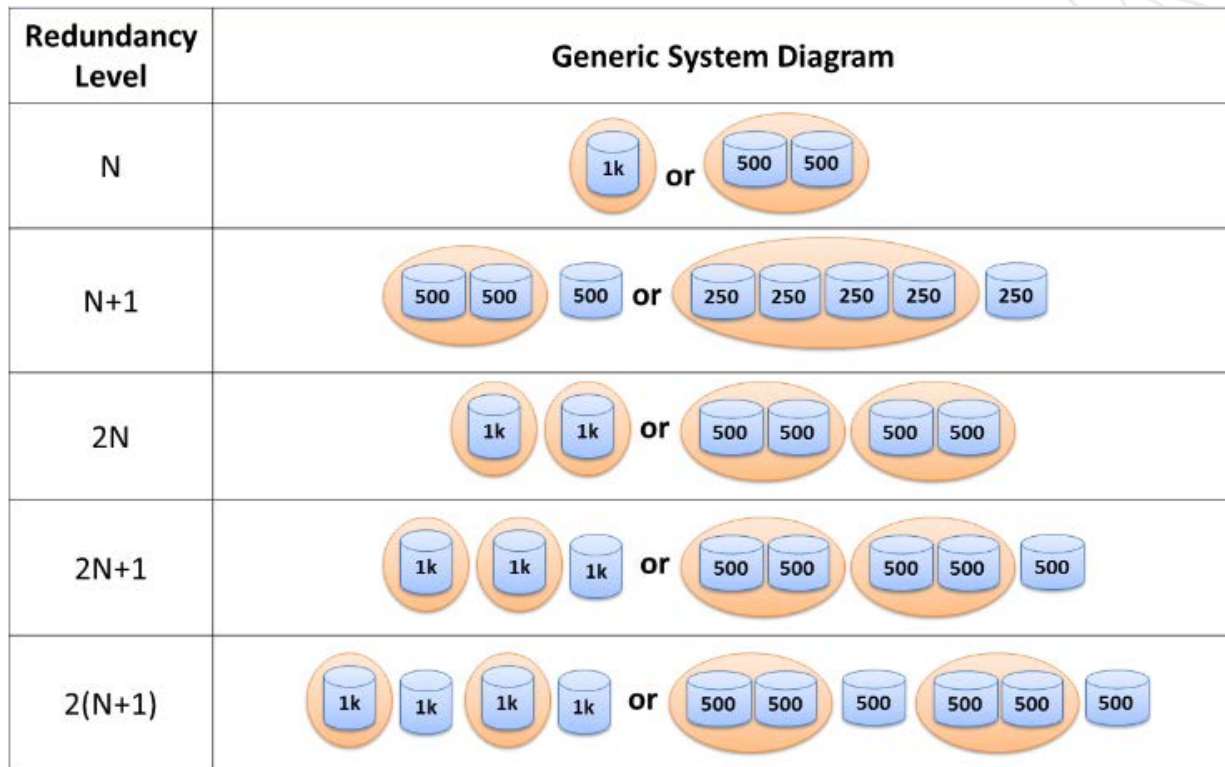 Redundancy
Level
Generic System Diagram
N
1k or 500 500
N+1
500 500 500 or 250 250 250 250 250
2N
1k 1k or 500 500 500 500
2N+1
1k 1k 1k or 500 500 500 500 500
2(N+1)
1k 1k 1k 1k or 500 500 500 500 500 500